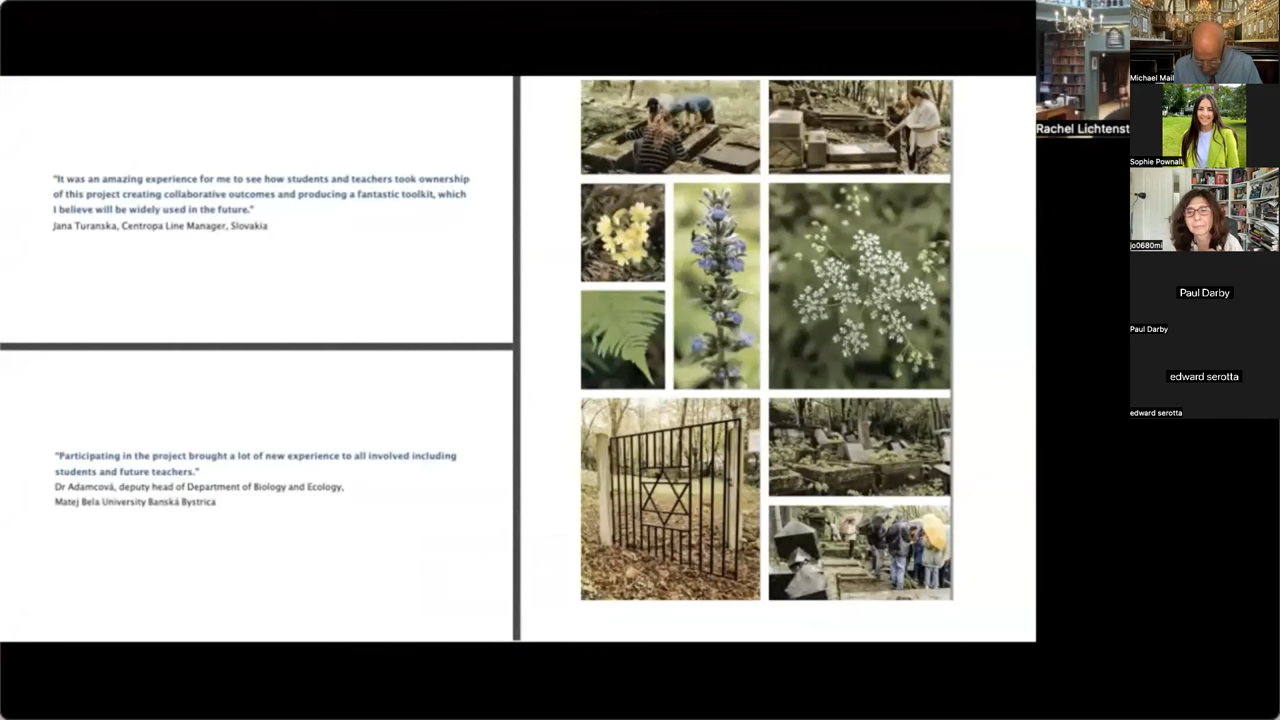 "It was an amazing experience for me to see how students and teachers took ownership
of this project creating collaborative outcomes and producing a fantastic toolkit, which
I believe will be widely used in the future."
Jana Turanska, Centropa Line Manager, Slovakia
"Participating in the project brought a lot of new experience to all involved including
students and future teachers."
Dr Adamcová, deputy head of Department of Biology and Ecology,
Matej Bela University Banská Bystrica
Rachel Lichtenst
Michael Mail
Sophie Pownall
jo0680mi
Paul Darby
Paul Darby
edward serotta
edward serotta